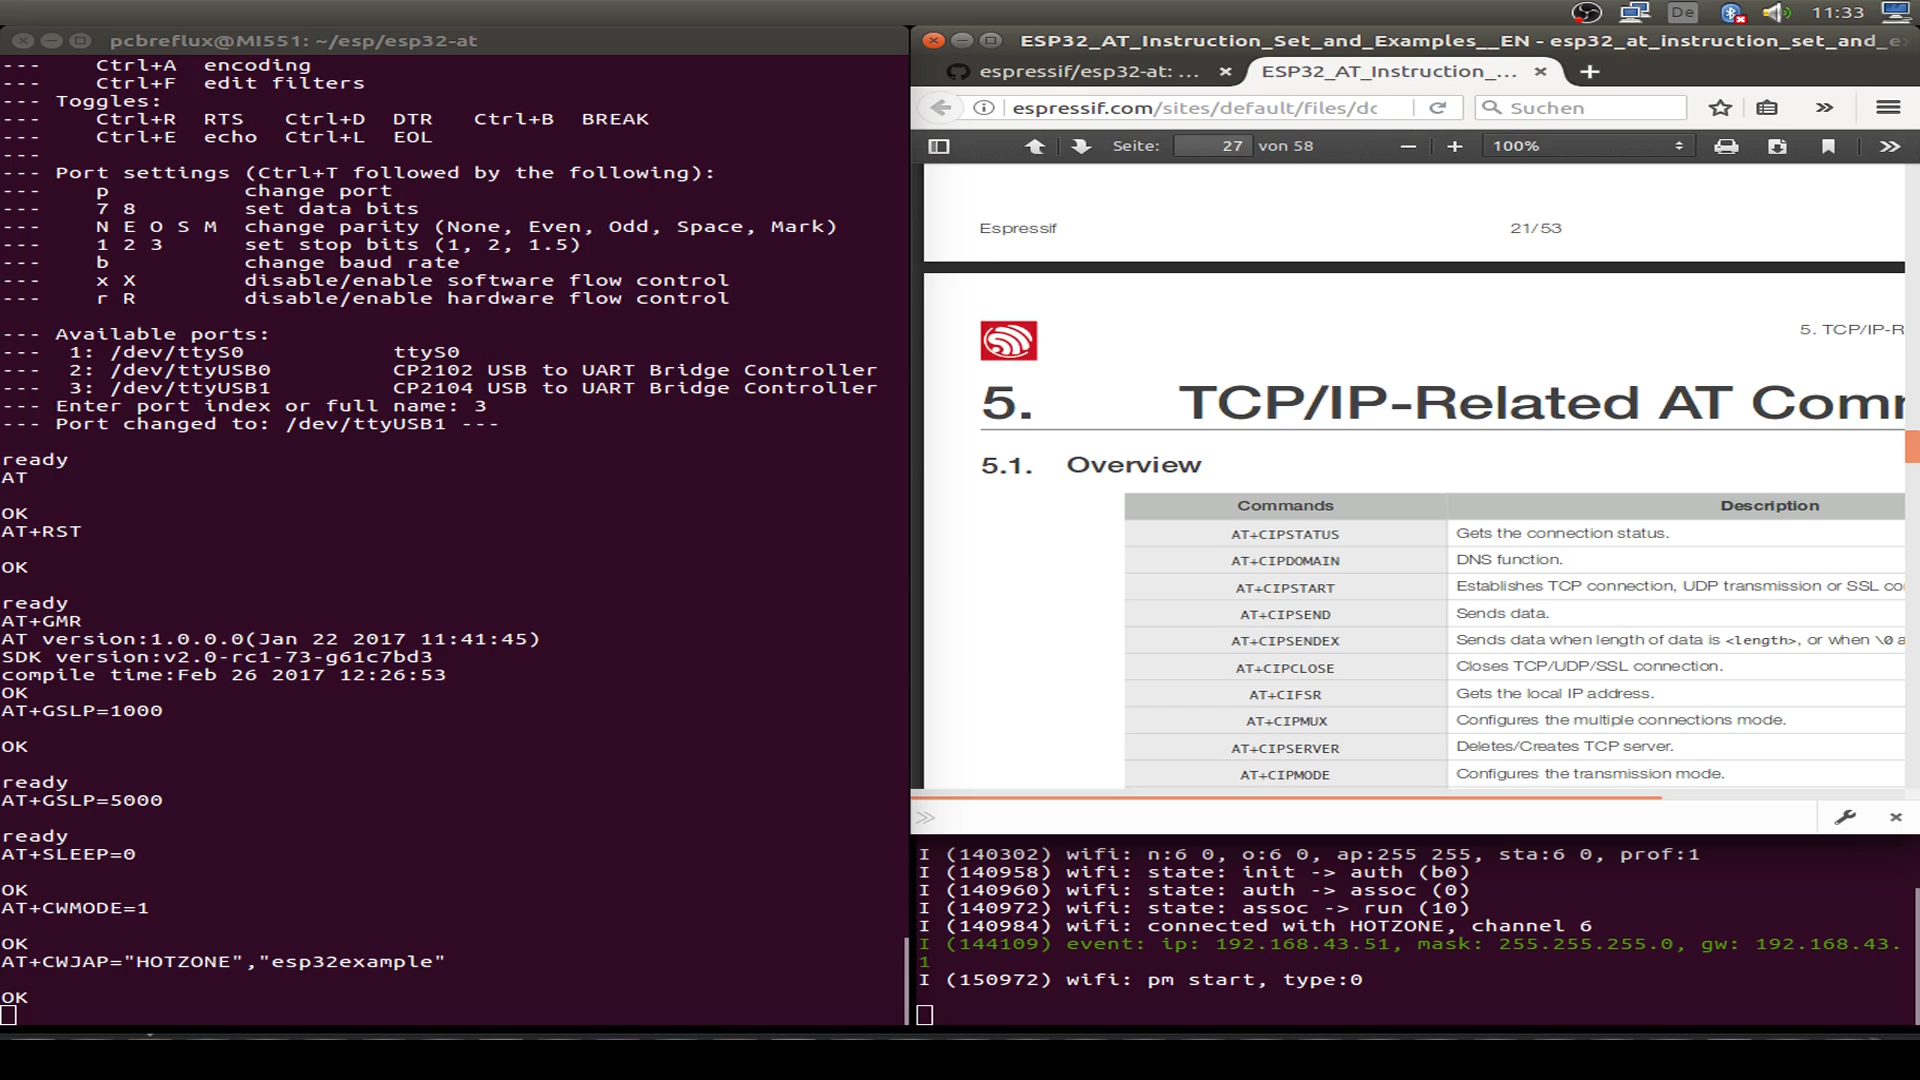 De
11:33
pcbreflux@MI551: ~/esp/esp32-at
--- Ctrl+A encoding
--- Ctrl+F edit filters
--- Toggles:
--- Ctrl+R RTS Ctrl+D DTR Ctrl+B BREAK
--- Ctrl+E echo Ctrl+L EOL
---
--- Port settings (Ctrl+T followed by the following):
--- p change port
--- 7 8 set data bits
--- N E O S M change parity (None, Even, Odd, Space, Mark)
--- 1 2 3 set stop bits (1, 2, 1.5)
--- b change baud rate
--- x X disable/enable software flow control
--- r R disable/enable hardware flow control
--- Available ports:
--- 1: /dev/ttyS0 ttyS0
--- 2: /dev/ttyUSB0 CP2102 USB to UART Bridge Controller
--- 3: /dev/ttyUSB1 CP2104 USB to UART Bridge Controller
--- Enter port index or full name: 3
--- Port changed to: /dev/ttyUSB1 ---
ready
AT
OK
AT+RST
OK
ready
AT+GMR
AT version:1.0.0.0(Jan 22 2017 11:41:45)
SDK version:v2.0-rc1-73-g61c7bd3
compile time:Feb 26 2017 12:26:53
OK
AT+GSLP=1000
OK
ready
AT+GSLP=5000
ready
AT+SLEEP=0
OK
AT+CWMODE=1
OK
AT+CWJAP="HOTZONE","esp32example"
OK
ESP32_AT_Instruction_Set_and_Examples__EN - esp32_at_instruction_set_and_e
espressif/esp32-at: ...
ESP32_AT_Instruction_...
espressif.com/sites/default/files/dc
Suchen
Seite: 27 von 58
100%
Espressif 21/53
5. TCP/IP-R
5. TCP/IP-Related AT Comm
5.1. Overview
Commands Description
AT+CIPSTATUS Gets the connection status.
AT+CIPDOMAIN DNS function.
AT+CIPSTART Establishes TCP connection, UDP transmission or SSL co
AT+CIPSEND Sends data.
AT+CIPSENDEX Sends data when length of data is <length>, or when \0 a
AT+CIPCLOSE Closes TCP/UDP/SSL connection.
AT+CIFSR Gets the local IP address.
AT+CIPMUX Configures the multiple connections mode.
AT+CIPSERVER Deletes/Creates TCP server.
AT+CIPMODE Configures the transmission mode.
I (140302) wifi: n:6 0, o:6 0, ap:255 255, sta:6 0, prof:1
I (140958) wifi: state: init -> auth (b0)
I (140960) wifi: state: auth -> assoc (0)
I (140972) wifi: state: assoc -> run (10)
I (140984) wifi: connected with HOTZONE, channel 6
I (144109) event: ip: 192.168.43.51, mask: 255.255.255.0, gw: 192.168.43.
1
I (150972) wifi: pm start, type:0